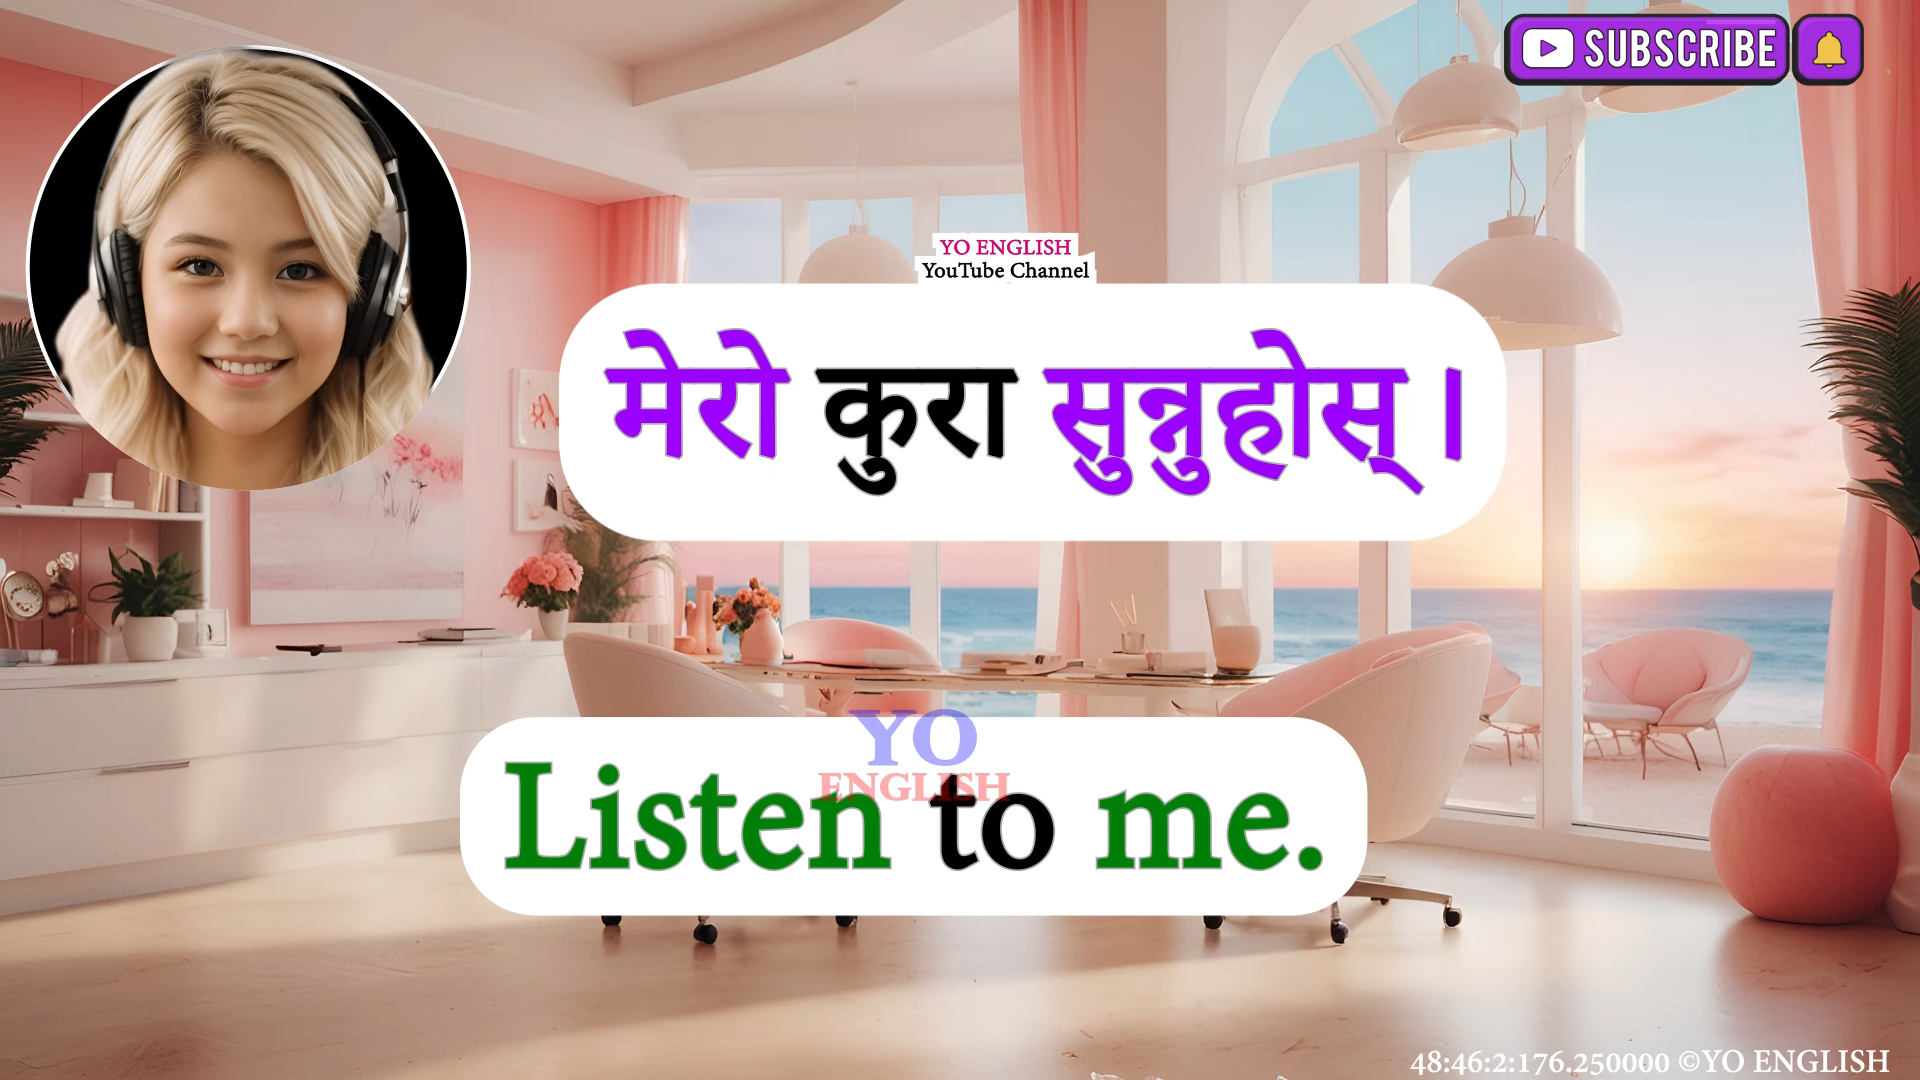 SUBSCRIBE
YO ENGLISH
YouTube Channel
मेरो कुरा सुन्नुहोस् ।
YO
ENGLISH
Listen to me.
48:46:2:176.250000 ©YO ENGLISH